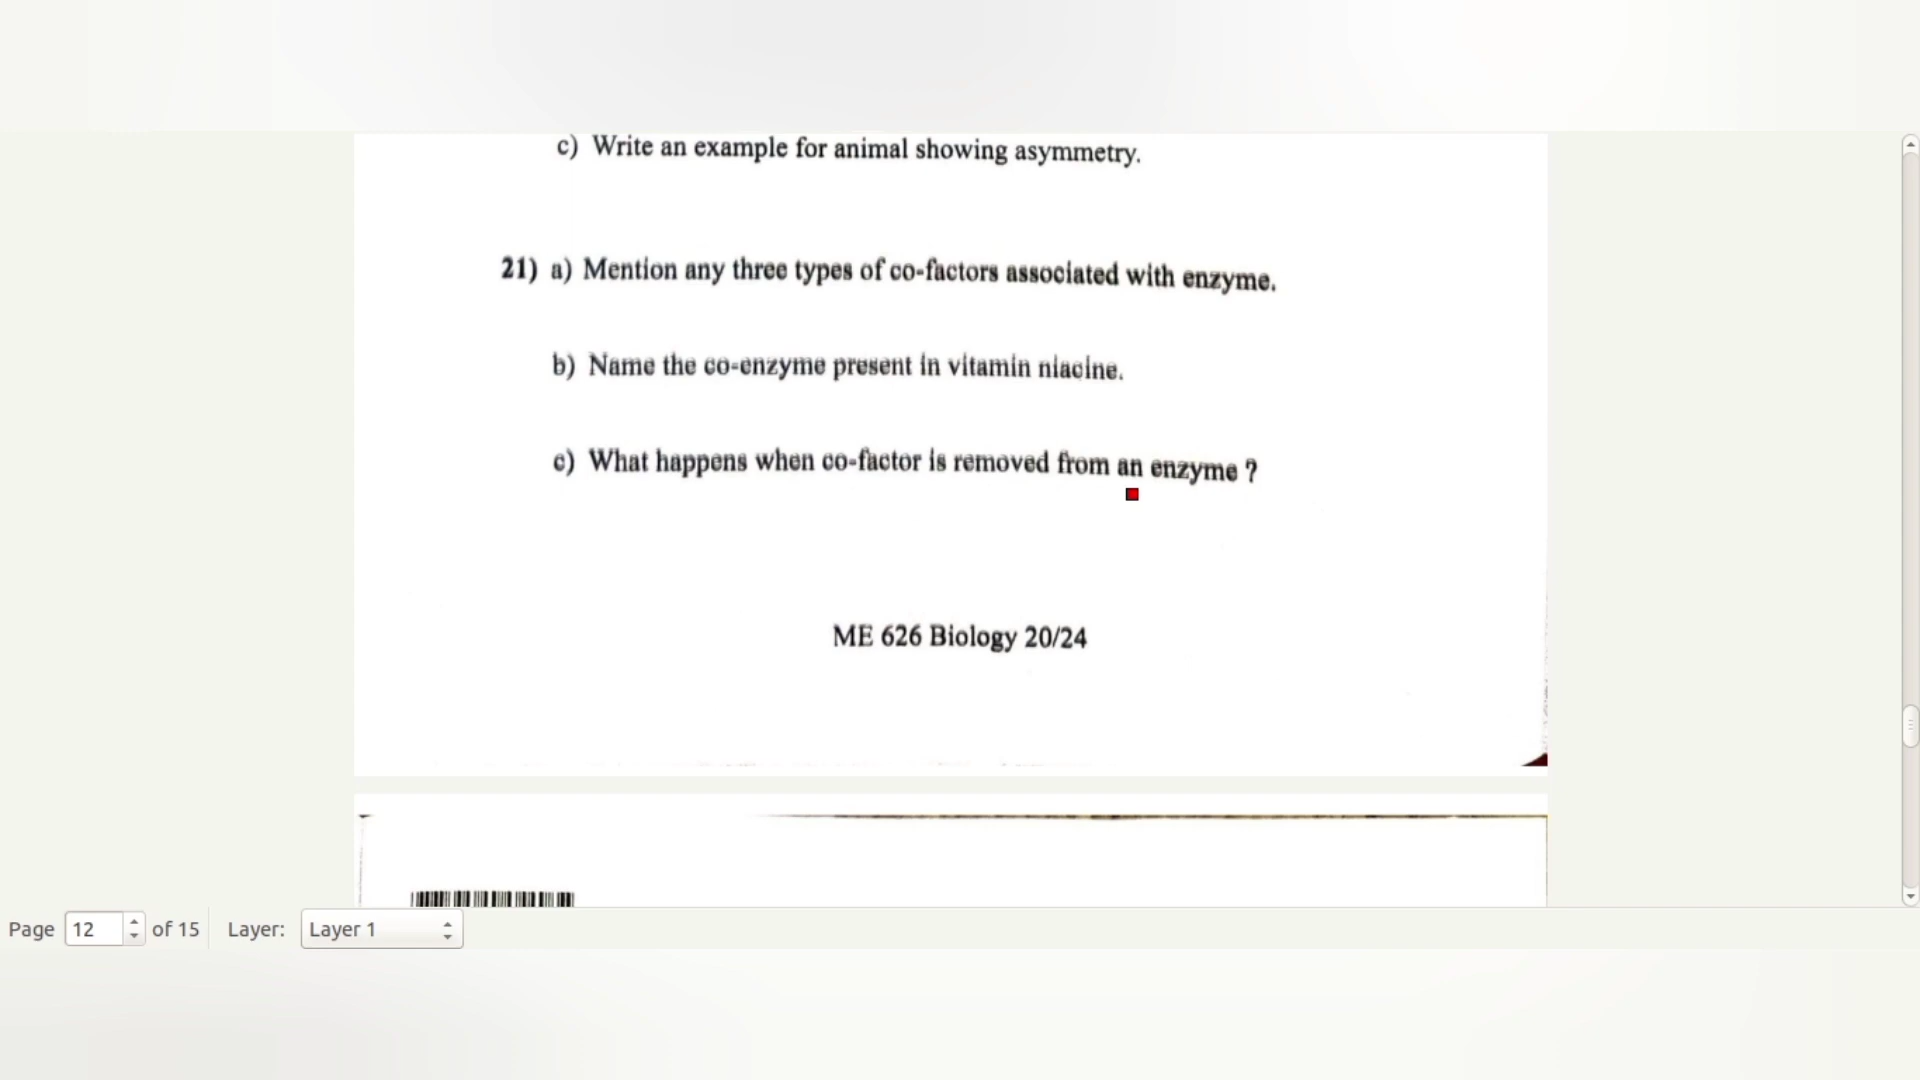 c) Write an example for animal showing asymmetry.
21) a) Mention any three types of co-factors associated with enzyme.
b) Name the co-enzyme present in vitamin niacine.
c) What happens when co-factor is removed from an enzyme ?
ME 626 Biology 20/24
Page 12 of 15 Layer: Layer 1